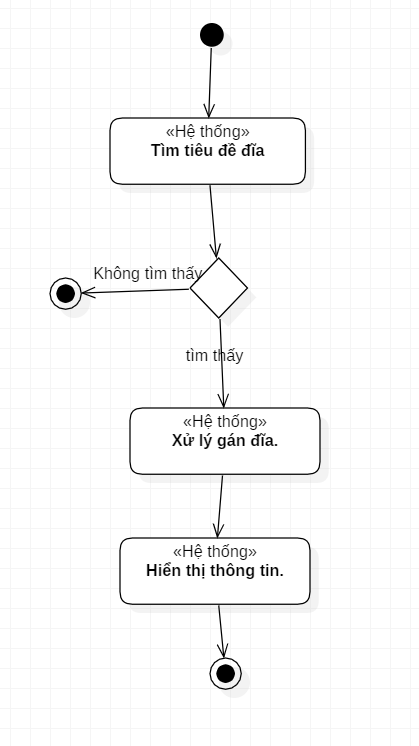 «Hệ thống»
Tìm tiêu đề đĩa
Không tìm thấy
tìm thấy
«Hệ thống»
Xử lý gán đĩa.
«Hệ thống»
Hiển thị thông tin.